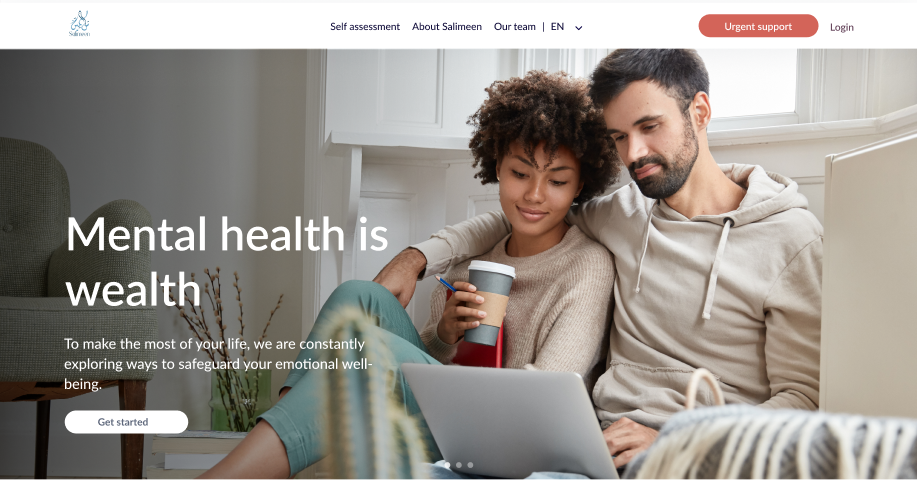 Salimeen
Self assessment About Salimeen Our team | EN
Urgent support Login
Mental health is
wealth
To make the most of your life, we are constantly
exploring ways to safeguard your emotional well-
being.
Get started